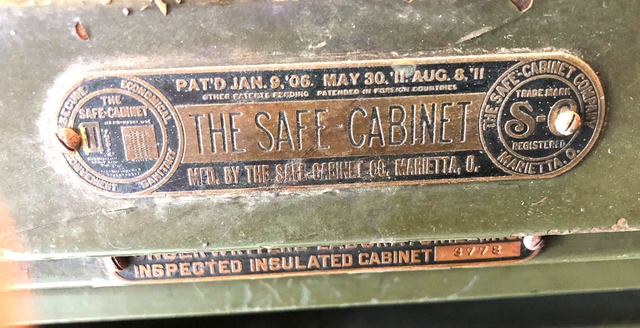 PAT'D JAN. 9, '06. MAY 30, '11. AUG. 8, '11
OTHER PATENTS PENDING PATENTED IN FOREIGN COUNTRIES
SECURE ECONOMICAL
THE
SAFE-CABINET
CONVENIENT SANITARY
THE SAFE-CABINET
MFD. BY THE SAFE-CABINET CO. MARIETTA, O.
THE SAFE-CABINET COMPANY
TRADE MARK
S-C
REGISTERED
MARIETTA, O.
INSPECTED INSULATED CABINET 3778